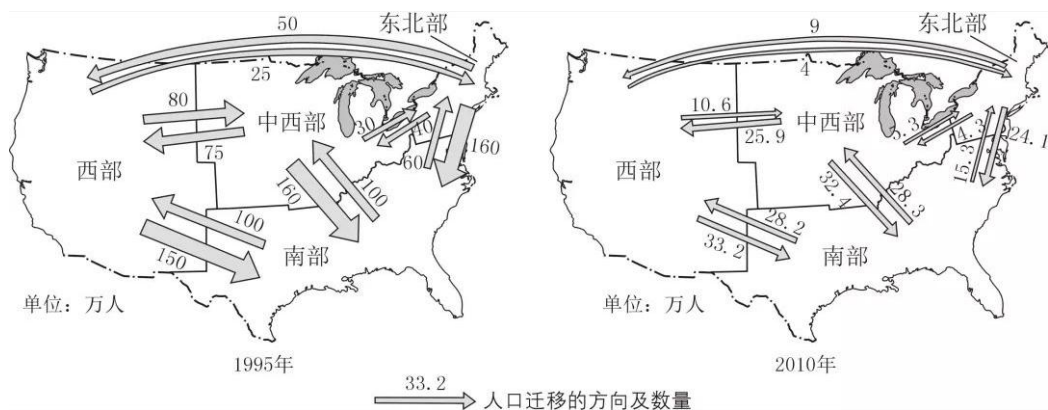 50
东北部
25
80
中西部
30
40
160
75
60
西部
160
100
100
150
南部
单位：万人
1995年
9
东北部
4
10.6
中西部
3.3
4.3
24.1
25.9
15.3
西部
32.4
28.3
28.2
33.2
南部
单位：万人
2010年
33.2
人口迁移的方向及数量